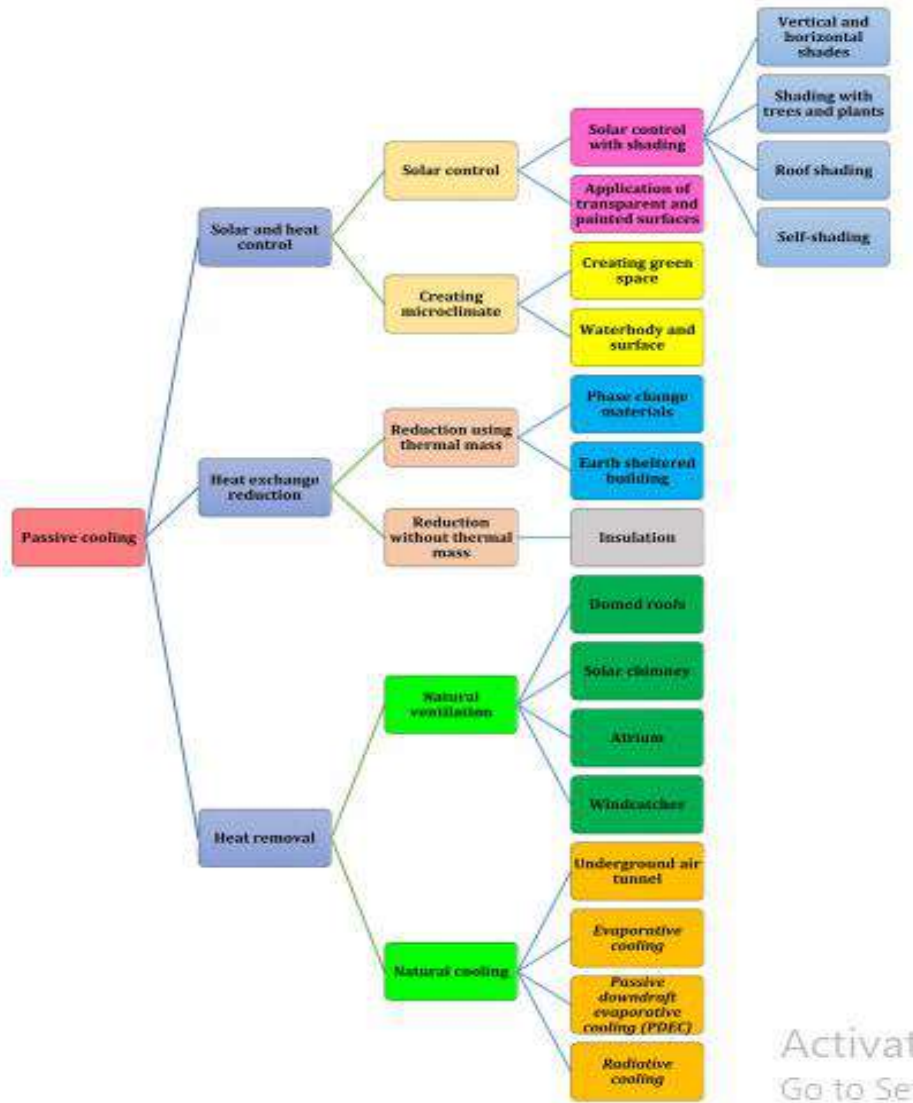 Vertical and
horizontal
shades
Shading with
trees and plants
Roof shading
Self-shading
Solar control
with shading
Application of
transparent and
painted surfaces
Creating green
space
Waterbody and
surface
Solar control
Creating
microclimate
Solar and heat
control
Phase change
materials
Earth sheltered
building
Insulation
Reduction using
thermal mass
Reduction
without thermal
mass
Heat exchange
reduction
Passive cooling
Domed roofs
Solar chimney
Atrium
Windcatcher
Natural
ventilation
Heat removal
Underground air
tunnel
Evaporative
cooling
Passive
downdraft
evaporative
cooling (PDEC)
Radiative
cooling
Natural cooling
Activat
Go to Se